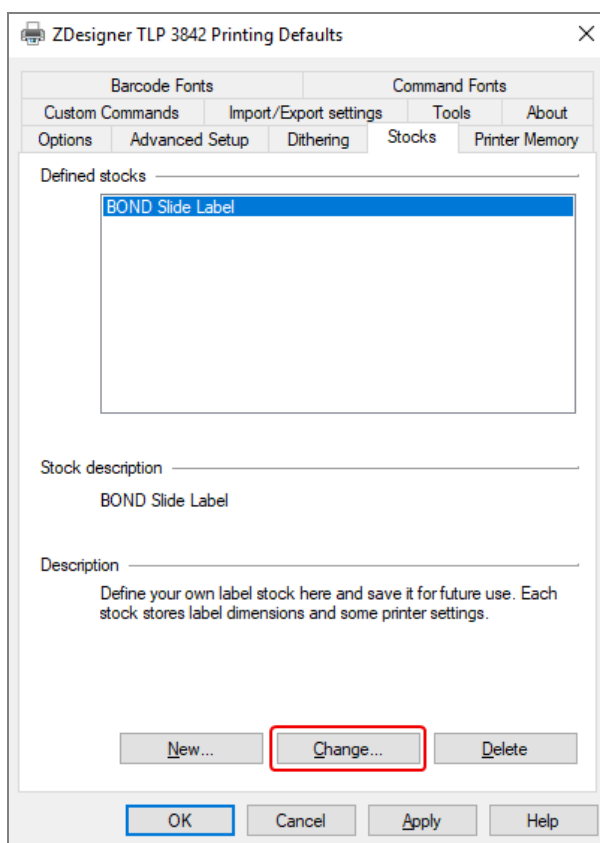 ZDesigner TLP 3842 Printing Defaults
Barcode Fonts Command Fonts
Custom Commands Import/Export settings Tools About
Options Advanced Setup Dithering Stocks Printer Memory
Defined stocks
BOND Slide Label
Stock description
BOND Slide Label
Description
Define your own label stock here and save it for future use. Each
stock stores label dimensions and some printer settings.
New... Change... Delete
OK Cancel Apply Help